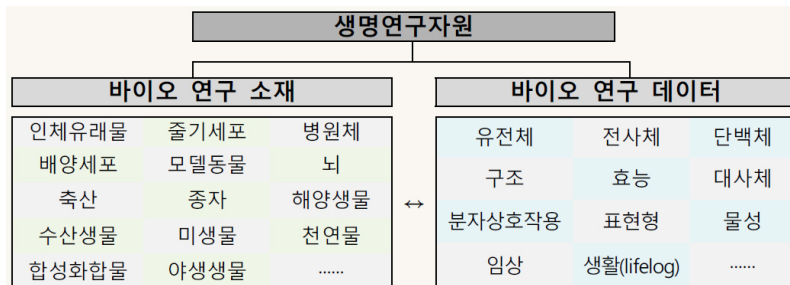 생명연구자원
바이오 연구 소재
바이오 연구 데이터
인체유래물 줄기세포 병원체
배양세포 모델동물 뇌
축산 종자 해양생물
수산생물 미생물 천연물
합성화합물 야생생물 ......
↔
유전체 전사체 단백체
구조 효능 대사체
분자상호작용 표현형 물성
임상 생활(lifelog) ......